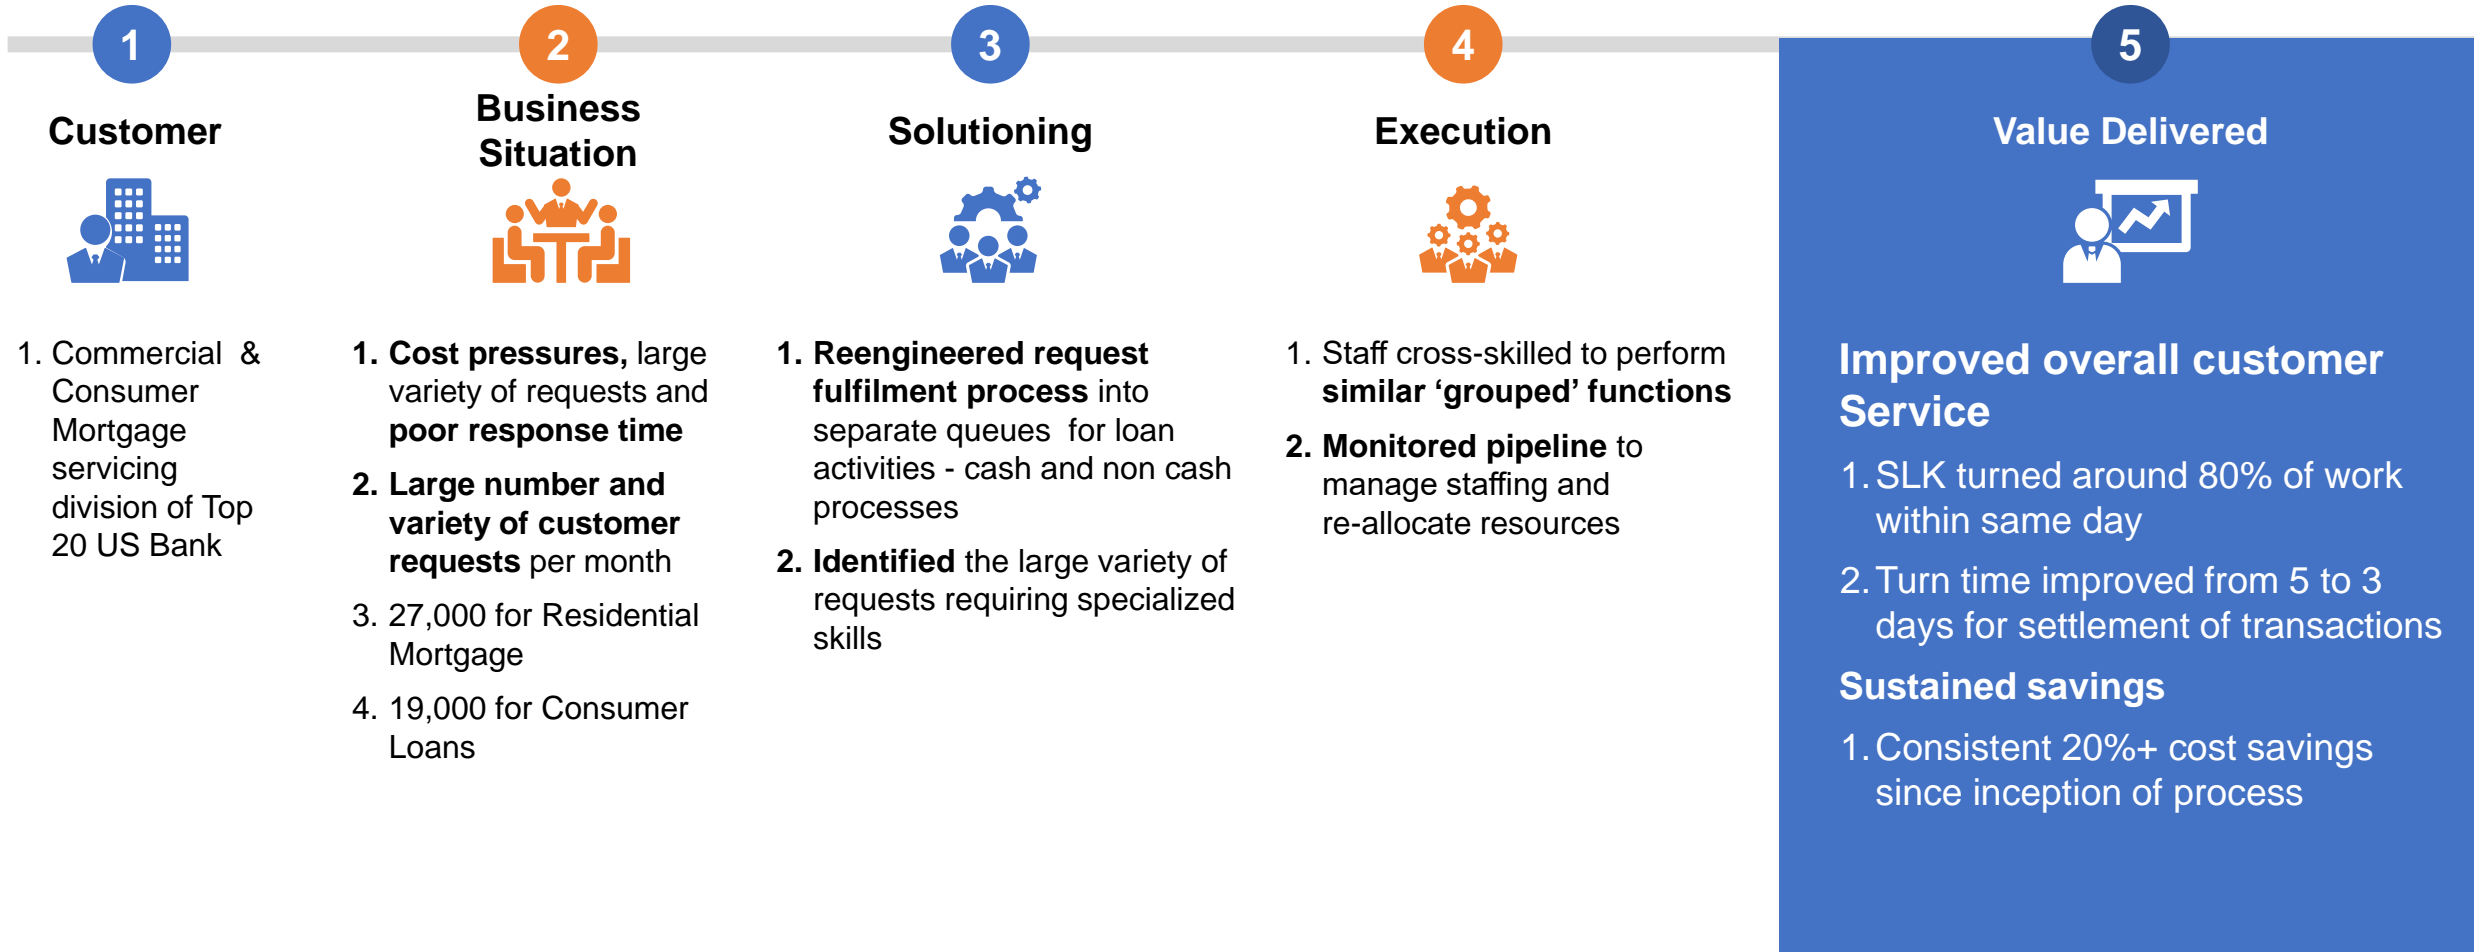 1
Customer
1. Commercial &
Consumer
Mortgage
servicing
division of Top
20 US Bank
2
Business
Situation
1. Cost pressures, large
variety of requests and
poor response time
2. Large number and
variety of customer
requests per month
3. 27,000 for Residential
Mortgage
4. 19,000 for Consumer
Loans
3
Solutioning
1. Reengineered request
fulfilment process into
separate queues for loan
activities - cash and non cash
processes
2. Identified the large variety of
requests requiring specialized
skills
4
Execution
1. Staff cross-skilled to perform
similar ‘grouped’ functions
2. Monitored pipeline to
manage staffing and
re-allocate resources
5
Value Delivered
Improved overall customer
Service
1. SLK turned around 80% of work
within same day
2. Turn time improved from 5 to 3
days for settlement of transactions
Sustained savings
1. Consistent 20%+ cost savings
since inception of process